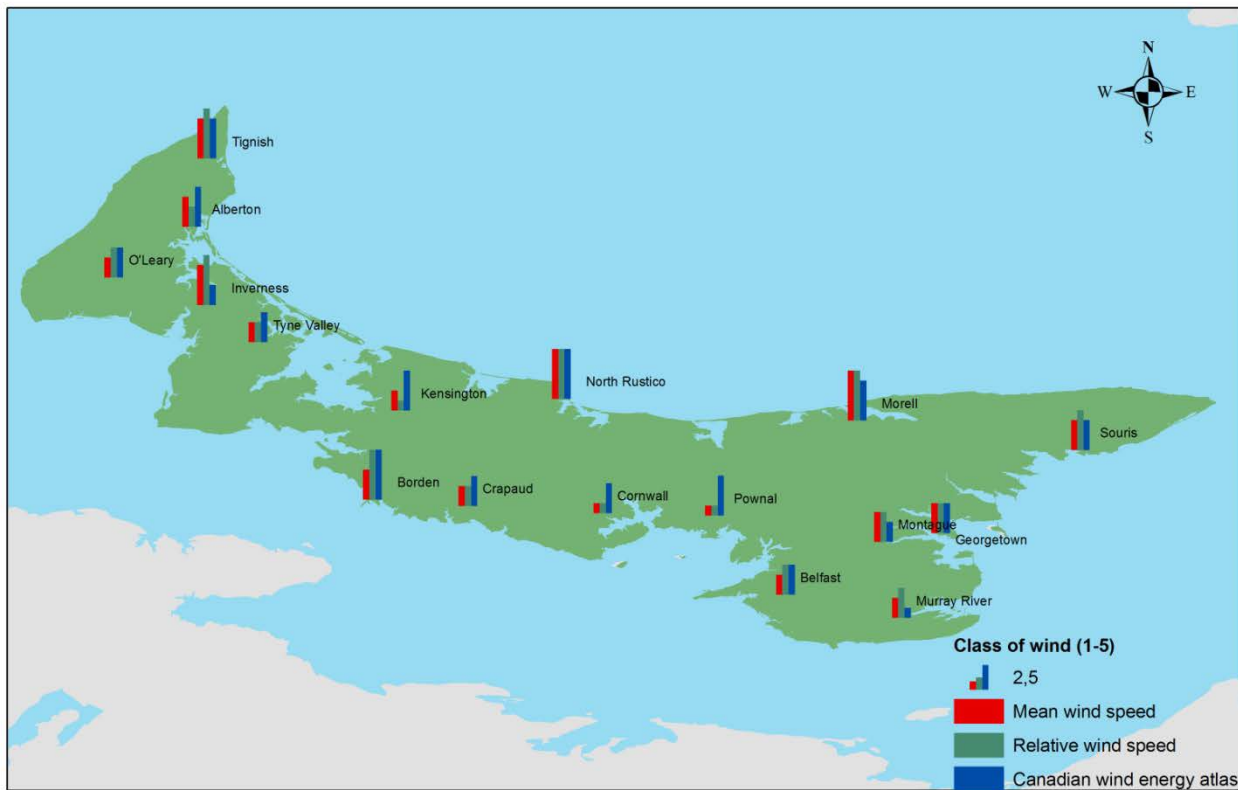 N
W E
S
Tignish
Alberton
O'Leary
Inverness
Tyne Valley
Kensington
North Rustico
Morell
Souris
Borden
Crapaud
Cornwall
Pownal
Montague
Georgetown
Belfast
Murray River
Class of wind (1-5)
2,5
Mean wind speed
Relative wind speed
Canadian wind energy atlas